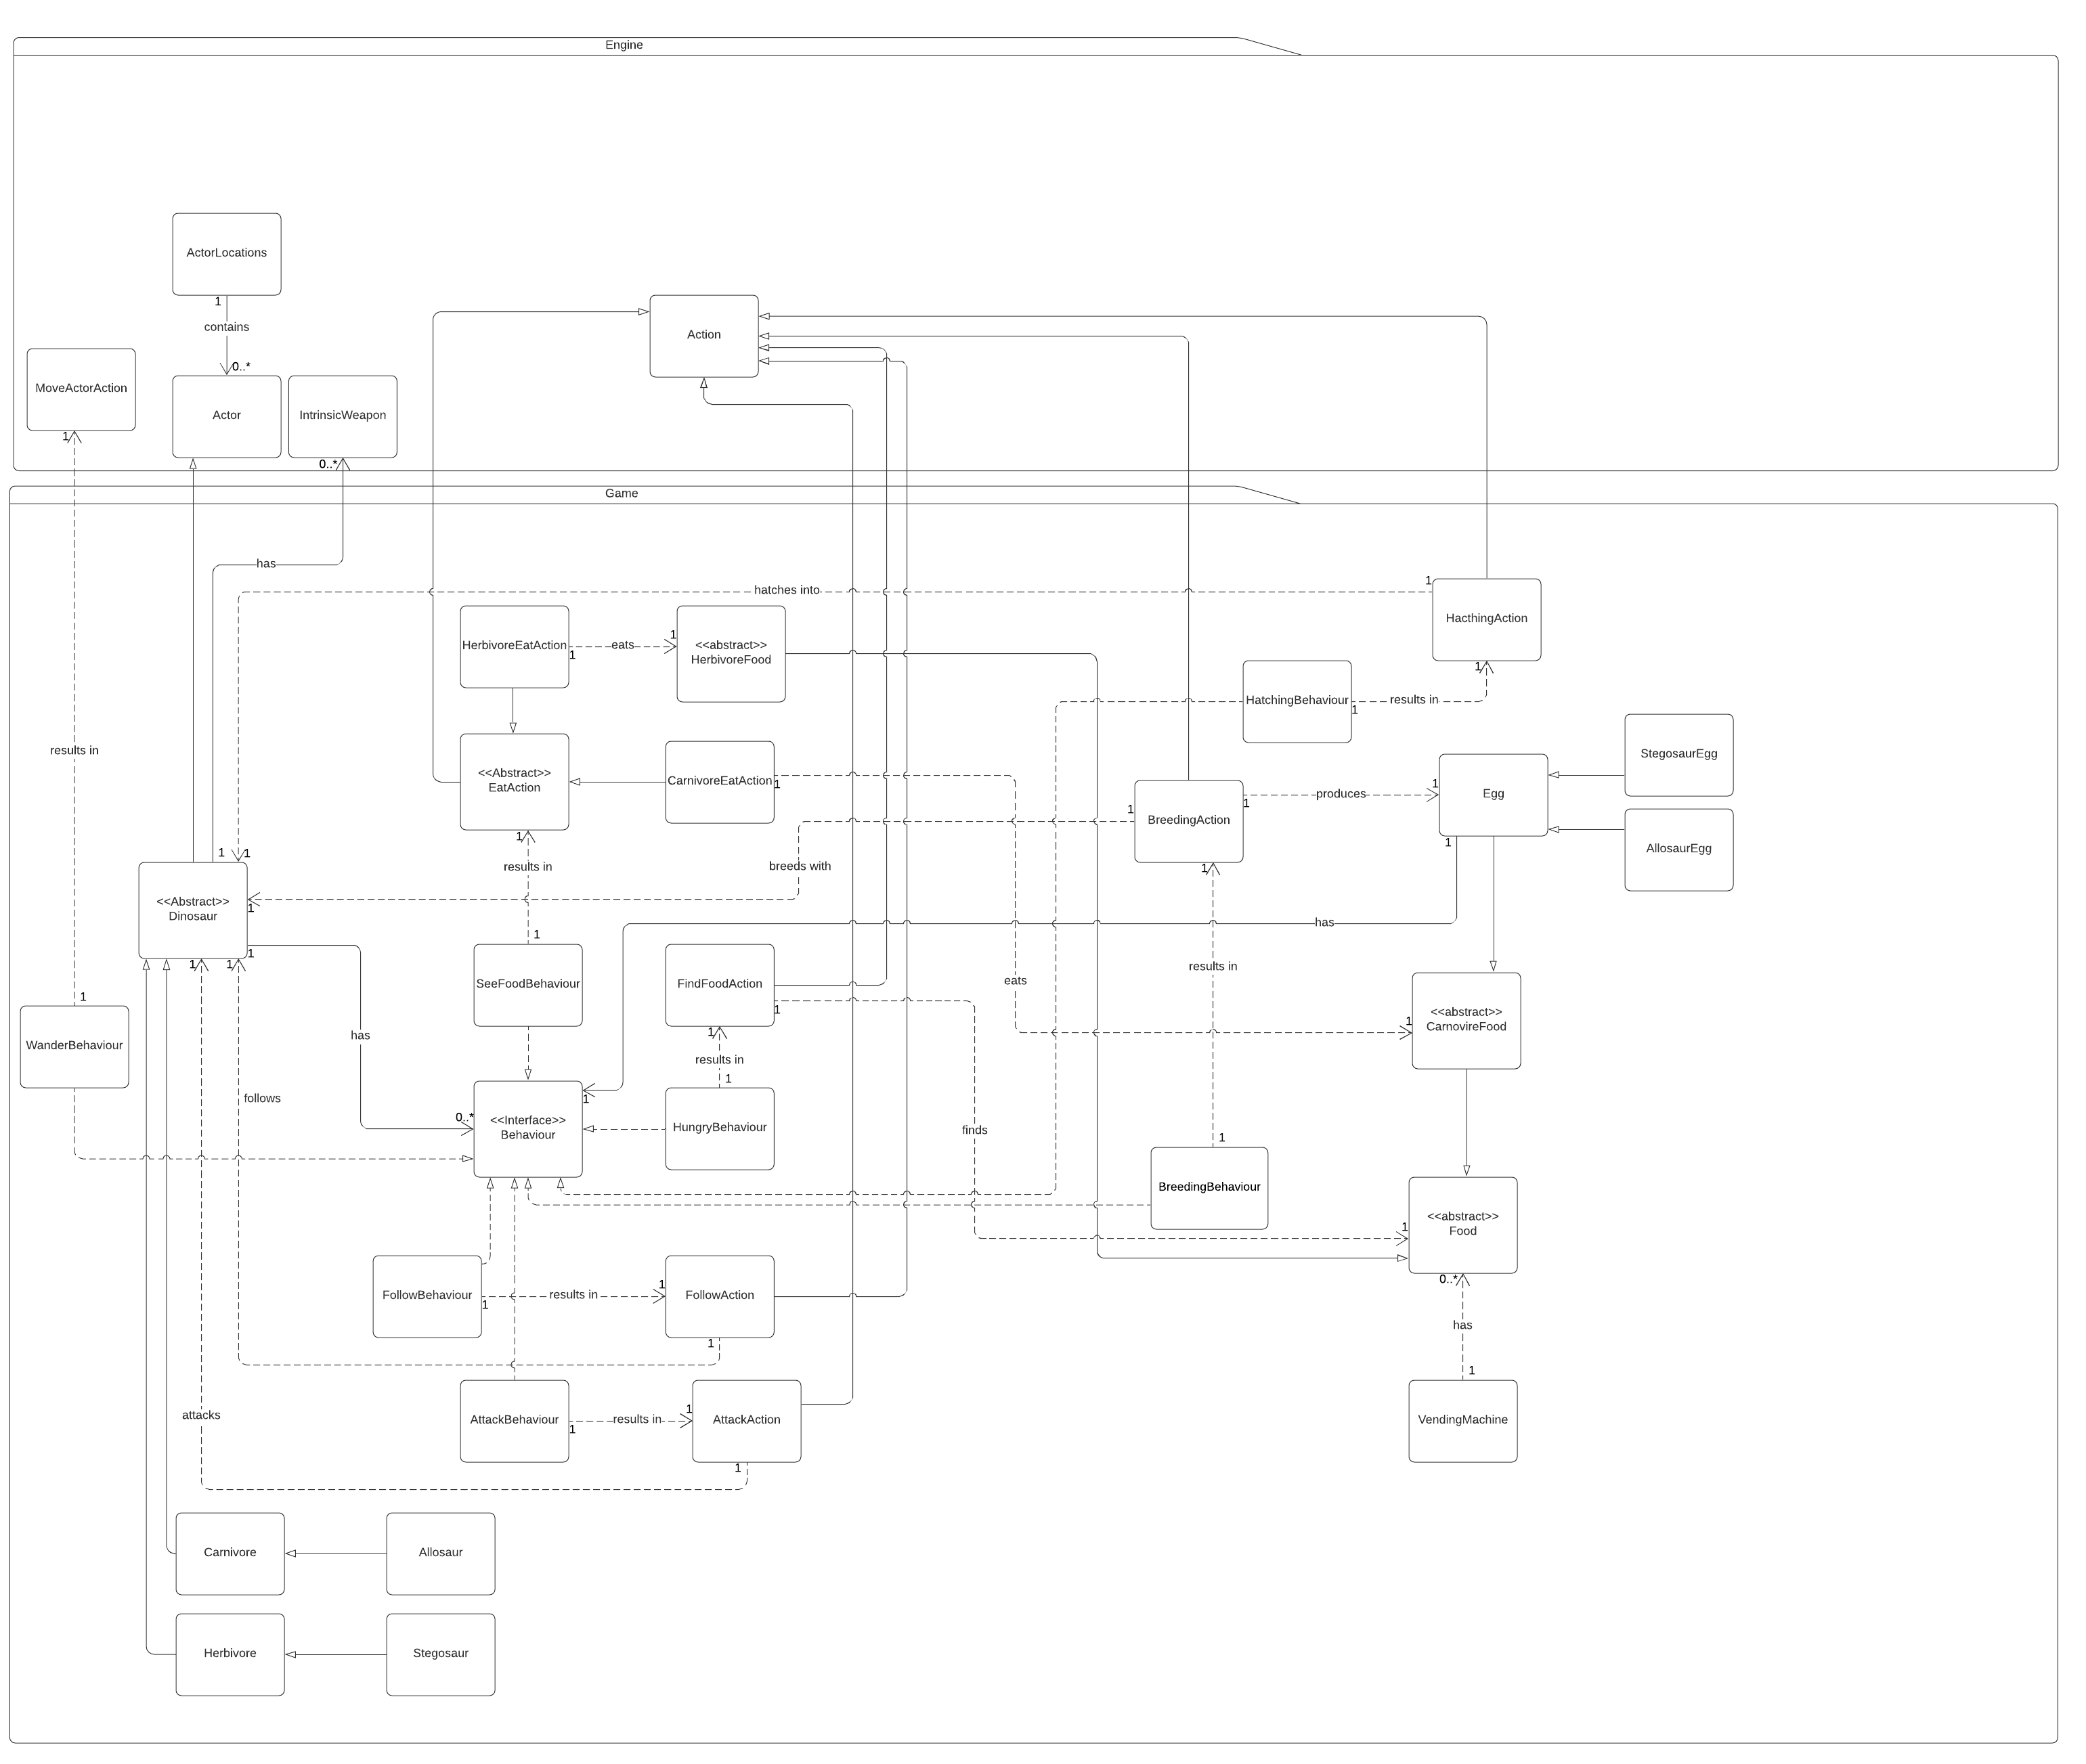 Engine
ActorLocations
1
contains
0..*
Action
MoveActorAction
Actor
IntrinsicWeapon
1
0..*
Game
has
hatches into
1
HacthingAction
HerbivoreEatAction
1
eats
1
<<abstract>>
HerbivoreFood
1
HatchingBehaviour
1
results in
results in
<<Abstract>>
EatAction
CarnivoreEatAction
1
StegosaurEgg
Egg
1
produces
1
BreedingAction
1
AllosaurEgg
1
1
1
1
results in
breeds with
1
<<Abstract>>
Dinosaur
1
has
1
1
1
1
1
SeeFoodBehaviour
FindFoodAction
1
results in
eats
1
<<abstract>>
CarnovireFood
1
WanderBehaviour
has
1
results in
1
follows
0..*
<<Interface>>
Behaviour
1
HungryBehaviour
finds
1
BreedingBehaviour
1
<<abstract>>
Food
0..*
FollowBehaviour
1
results in
1
FollowAction
1
has
1
attacks
AttackBehaviour
1
results in
1
AttackAction
1
VendingMachine
Carnivore
Allosaur
Herbivore
Stegosaur